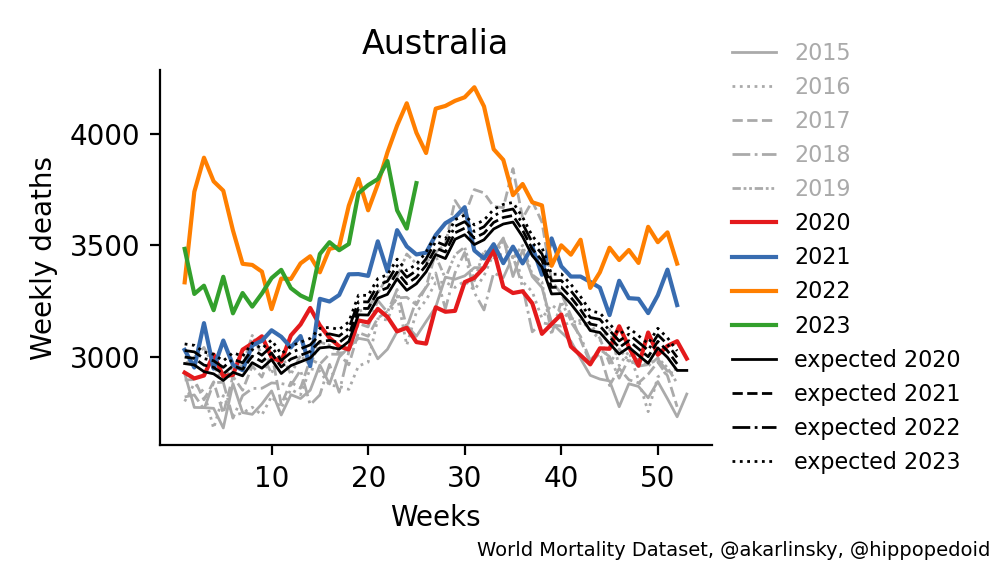 Australia
Weekly deaths
4000
3500
3000
10 20 30 40 50
Weeks
2015
2016
2017
2018
2019
2020
2021
2022
2023
expected 2020
expected 2021
expected 2022
expected 2023
World Mortality Dataset, @akarlinsky, @hippopedoid